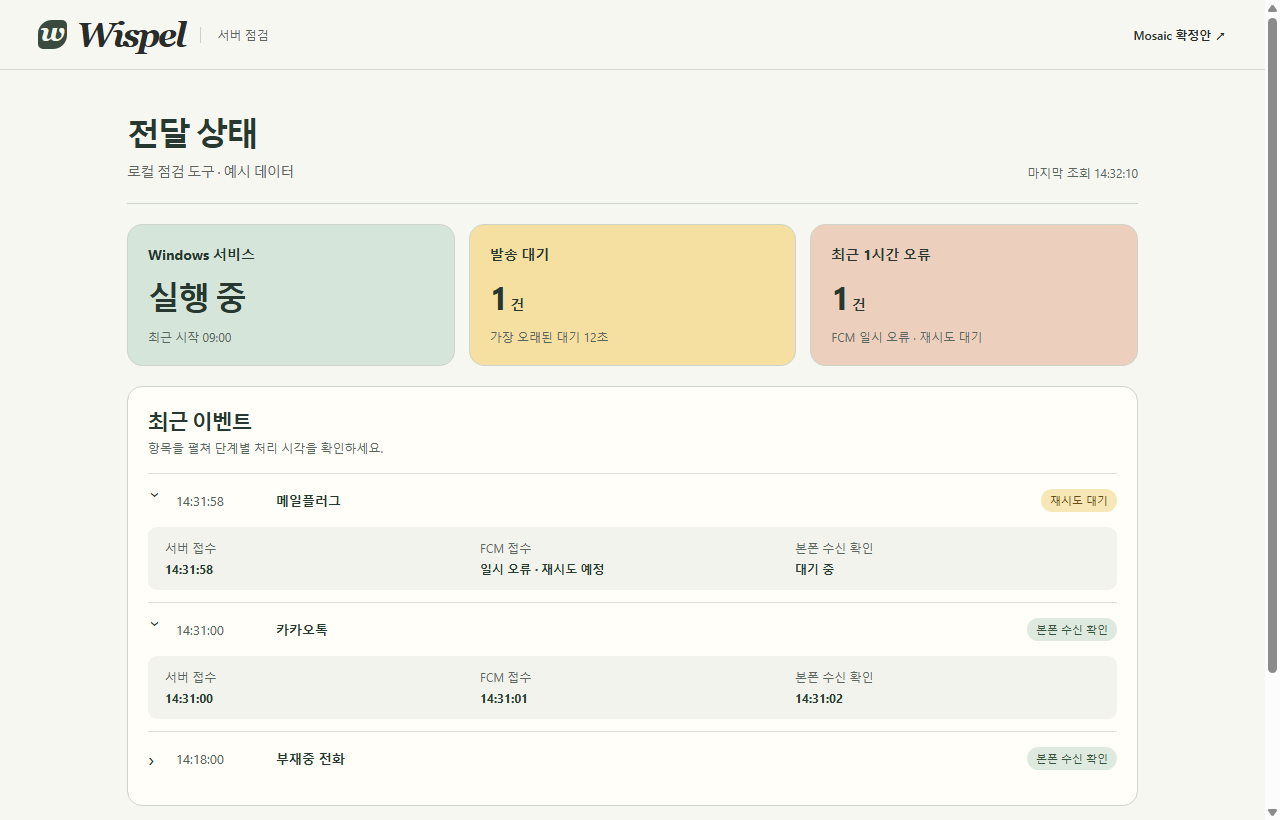 w Wispel 서버 점검 Mosaic 확정안 ↗
전달 상태
로컬 점검 도구 · 예시 데이터
마지막 조회 14:32:10
Windows 서비스
실행 중
최근 시작 09:00
발송 대기
1 건
가장 오래된 대기 12초
최근 1시간 오류
1 건
FCM 일시 오류 · 재시도 대기
최근 이벤트
항목을 펼쳐 단계별 처리 시각을 확인하세요.
14:31:58 메일플러그 재시도 대기
서버 접수 FCM 접수 본폰 수신 확인
14:31:58 일시 오류 · 재시도 예정 대기 중
14:31:00 카카오톡 본폰 수신 확인
서버 접수 FCM 접수 본폰 수신 확인
14:31:00 14:31:01 14:31:02
14:18:00 부재중 전화 본폰 수신 확인